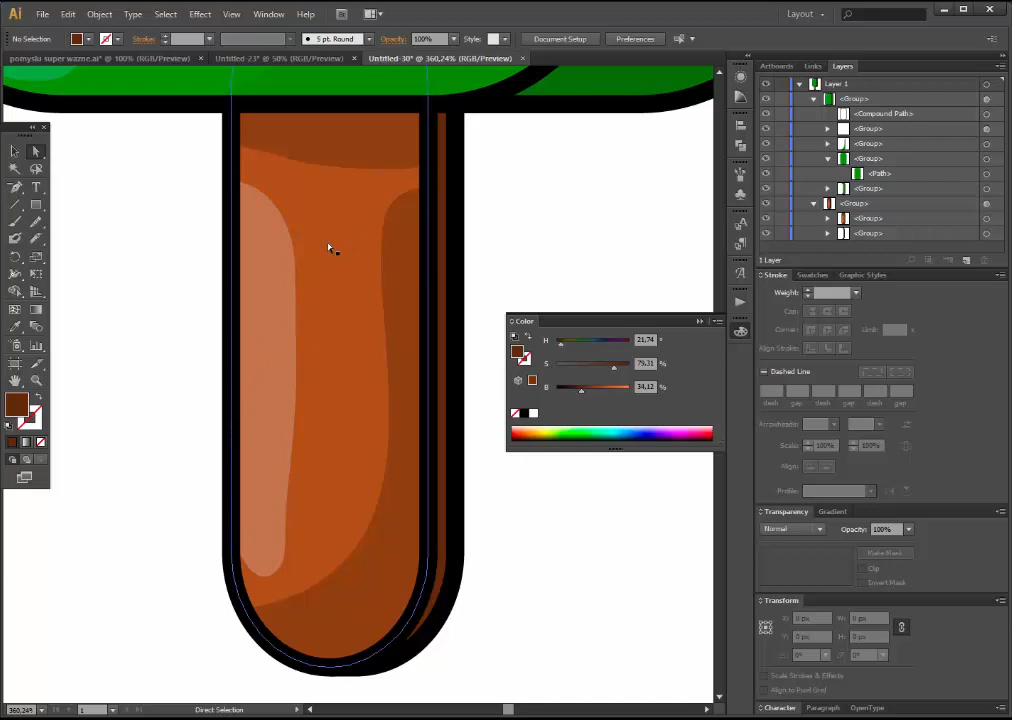 Ai File Edit Object Type Select Effect View Window Help Layout
No Selection Stroke: 5 pt. Round Opacity: 100% Style: Document Setup Preferences
pomyslu super wazne.ai* @ 100% (RGB/Preview) × Untitled-23* @ 50% (RGB/Preview) × Untitled-30* @ 360,24% (RGB/Preview) ×
Artboards Links Layers
Layer 1
<Group>
<Compound Path>
<Group>
<Group>
<Group>
<Path>
<Group>
<Group>
<Group>
<Group>
1 Layer
Stroke Swatches Graphic Styles
Weight:
Cap:
Corner: Limit: x
Align Stroke:
Dashed Line
dash gap dash gap dash gap
Arrowheads:
Scale: 100% 100%
Align:
Profile:
Color
H 21,74 °
S 79,31 %
B 34,12 %
Transparency Gradient
Normal Opacity: 100%
Make Mask
Clip
Invert Mask
Transform
X: 0 px W: 0 px
Y: 0 px H: 0 px
0° 0°
Scale Strokes & Effects
Align to Pixel Grid
Character Paragraph OpenType
360,249 1 Direct Selection